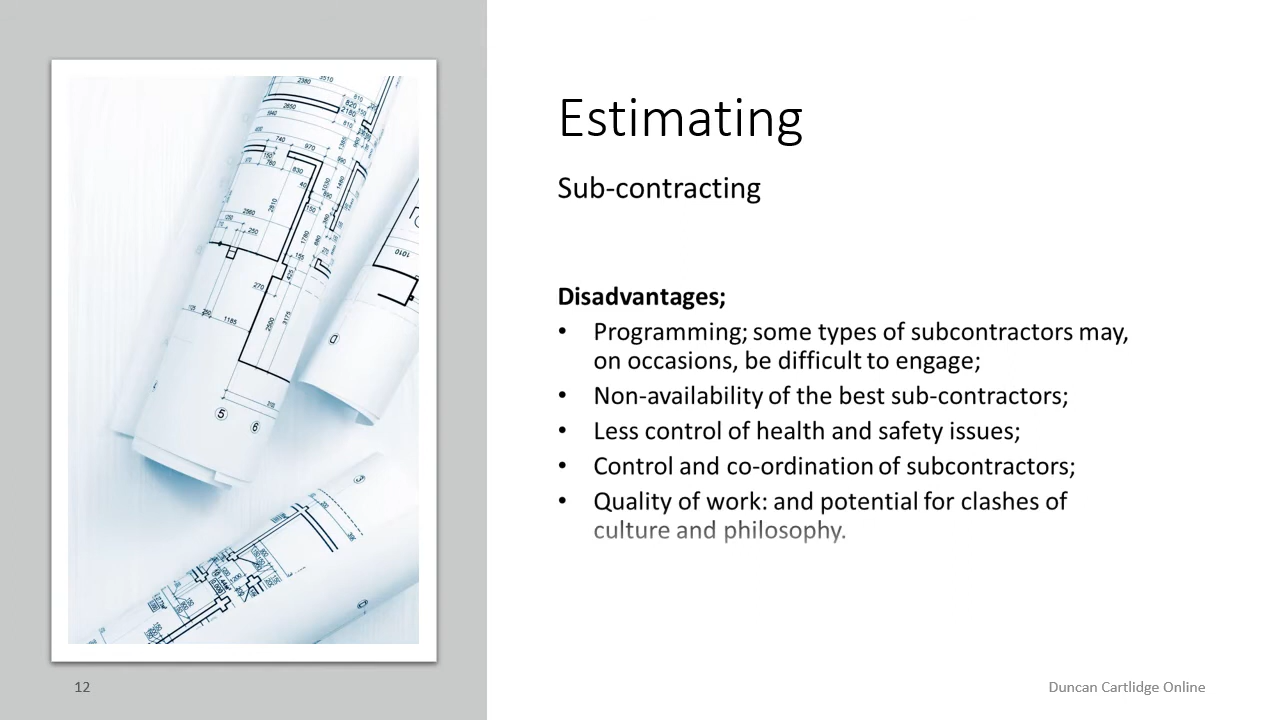 Estimating
Sub-contracting
Disadvantages;
• Programming; some types of subcontractors may,
on occasions, be difficult to engage;
• Non-availability of the best sub-contractors;
• Less control of health and safety issues;
• Control and co-ordination of subcontractors;
• Quality of work: and potential for clashes of
culture and philosophy.
12
Duncan Cartlidge Online